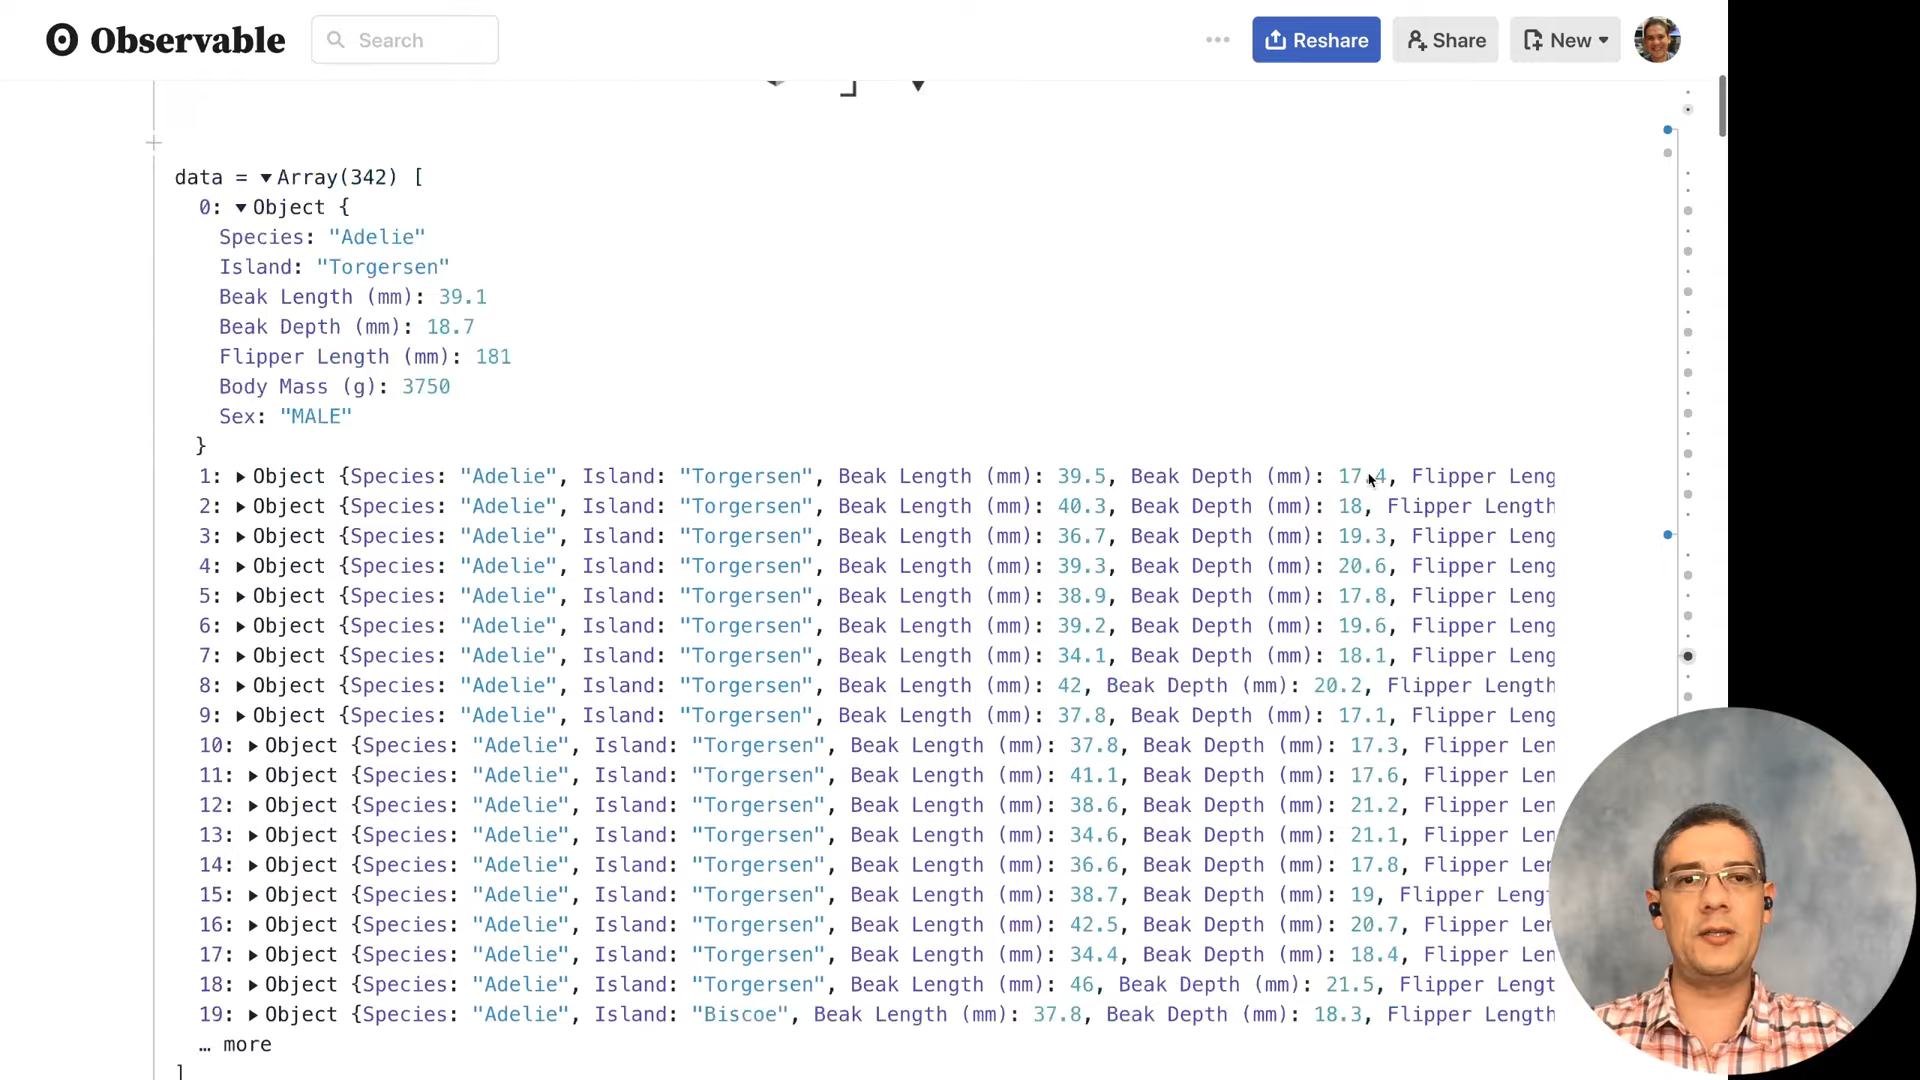 Observable
Search
Reshare
Share
New
data = ▼Array(342) [
0: ▼Object {
Species: "Adelie"
Island: "Torgersen"
Beak Length (mm): 39.1
Beak Depth (mm): 18.7
Flipper Length (mm): 181
Body Mass (g): 3750
Sex: "MALE"
}
1: ▶Object {Species: "Adelie", Island: "Torgersen", Beak Length (mm): 39.5, Beak Depth (mm): 17.4, Flipper Leng
2: ▶Object {Species: "Adelie", Island: "Torgersen", Beak Length (mm): 40.3, Beak Depth (mm): 18, Flipper Length
3: ▶Object {Species: "Adelie", Island: "Torgersen", Beak Length (mm): 36.7, Beak Depth (mm): 19.3, Flipper Leng
4: ▶Object {Species: "Adelie", Island: "Torgersen", Beak Length (mm): 39.3, Beak Depth (mm): 20.6, Flipper Leng
5: ▶Object {Species: "Adelie", Island: "Torgersen", Beak Length (mm): 38.9, Beak Depth (mm): 17.8, Flipper Leng
6: ▶Object {Species: "Adelie", Island: "Torgersen", Beak Length (mm): 39.2, Beak Depth (mm): 19.6, Flipper Leng
7: ▶Object {Species: "Adelie", Island: "Torgersen", Beak Length (mm): 34.1, Beak Depth (mm): 18.1, Flipper Leng
8: ▶Object {Species: "Adelie", Island: "Torgersen", Beak Length (mm): 42, Beak Depth (mm): 20.2, Flipper Length
9: ▶Object {Species: "Adelie", Island: "Torgersen", Beak Length (mm): 37.8, Beak Depth (mm): 17.1, Flipper Leng
10: ▶Object {Species: "Adelie", Island: "Torgersen", Beak Length (mm): 37.8, Beak Depth (mm): 17.3, Flipper Len
11: ▶Object {Species: "Adelie", Island: "Torgersen", Beak Length (mm): 41.1, Beak Depth (mm): 17.6, Flipper Len
12: ▶Object {Species: "Adelie", Island: "Torgersen", Beak Length (mm): 38.6, Beak Depth (mm): 21.2, Flipper Len
13: ▶Object {Species: "Adelie", Island: "Torgersen", Beak Length (mm): 34.6, Beak Depth (mm): 21.1, Flipper Len
14: ▶Object {Species: "Adelie", Island: "Torgersen", Beak Length (mm): 36.6, Beak Depth (mm): 17.8, Flipper Len
15: ▶Object {Species: "Adelie", Island: "Torgersen", Beak Length (mm): 38.7, Beak Depth (mm): 19, Flipper Lengt
16: ▶Object {Species: "Adelie", Island: "Torgersen", Beak Length (mm): 42.5, Beak Depth (mm): 20.7, Flipper Len
17: ▶Object {Species: "Adelie", Island: "Torgersen", Beak Length (mm): 34.4, Beak Depth (mm): 18.4, Flipper Len
18: ▶Object {Species: "Adelie", Island: "Torgersen", Beak Length (mm): 46, Beak Depth (mm): 21.5, Flipper Lengt
19: ▶Object {Species: "Adelie", Island: "Biscoe", Beak Length (mm): 37.8, Beak Depth (mm): 18.3, Flipper Length
… more
]